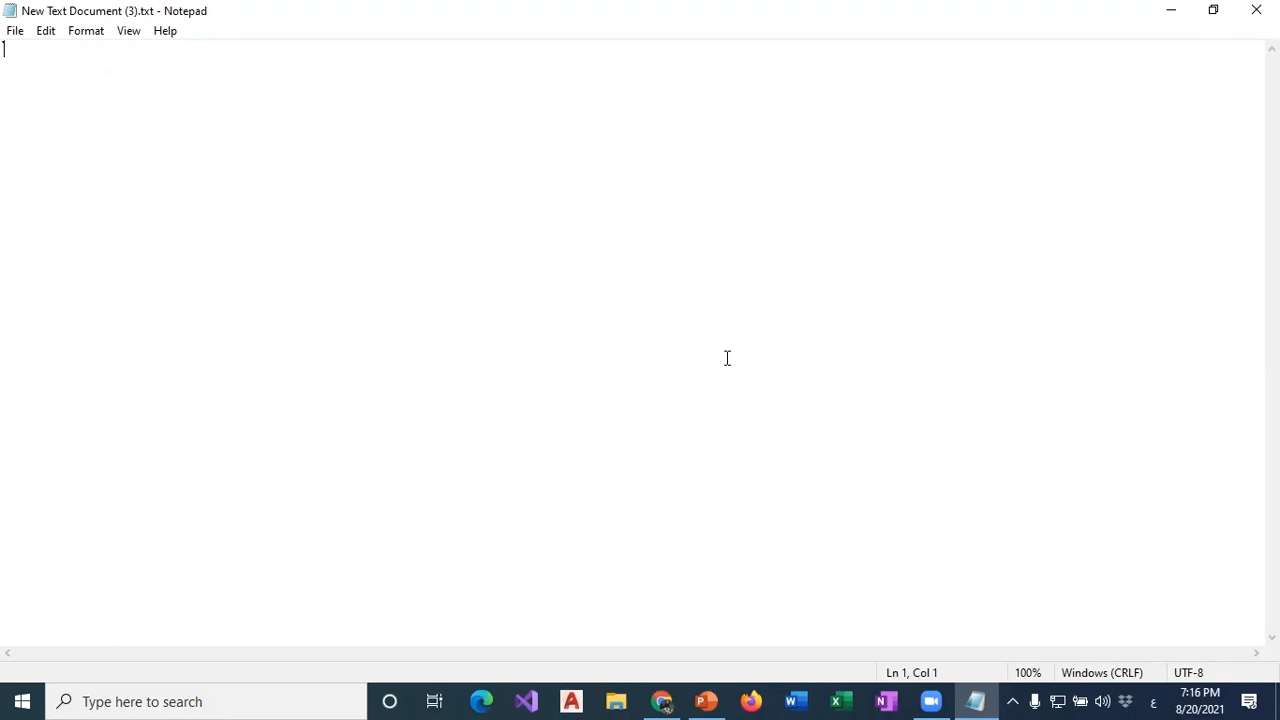 New Text Document (3).txt - Notepad
File Edit Format View Help
Ln 1, Col 1 100% Windows (CRLF) UTF-8
Type here to search
ع
7:16 PM
8/20/2021